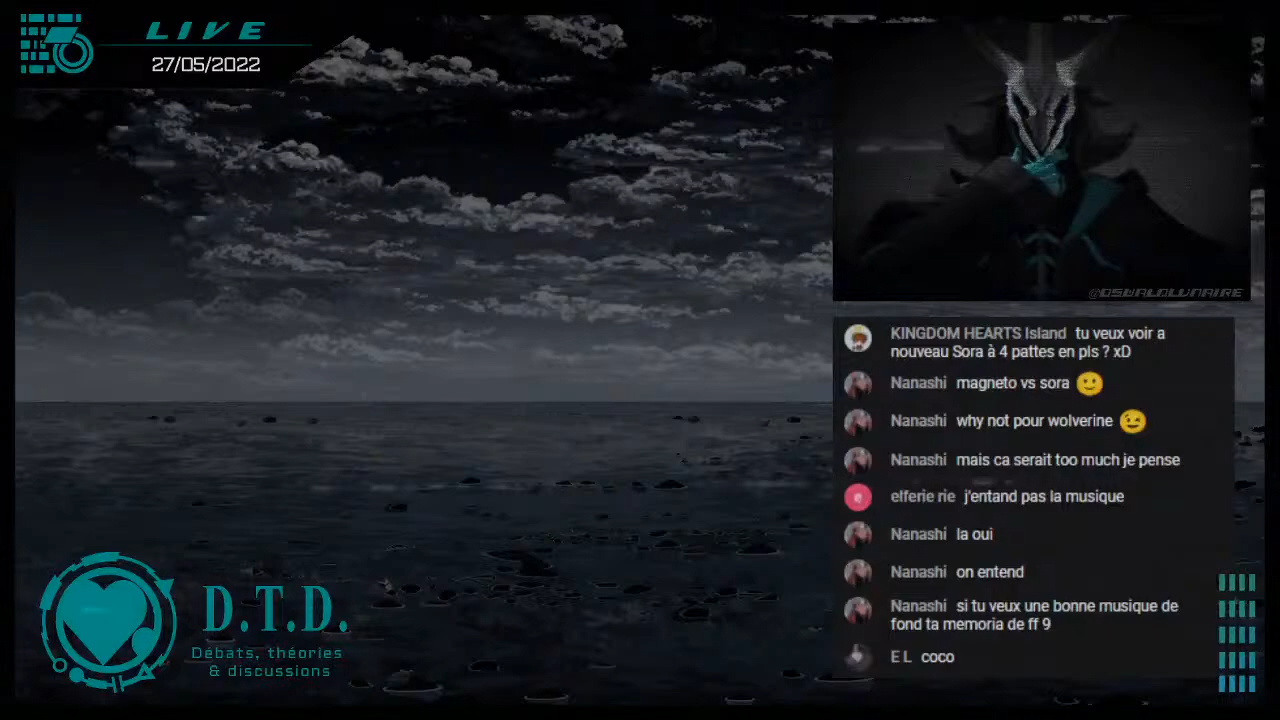 LIVE
27/05/2022
@OSWALDLUNAIRE
KINGDOM HEARTS Island tu veux voir a
nouveau Sora à 4 pattes en pls ? xD
Nanashi magneto vs sora 🙂
Nanashi why not pour wolverine 😉
Nanashi mais ca serait too much je pense
e elferie rie j'entand pas la musique
Nanashi la oui
Nanashi on entend
Nanashi si tu veux une bonne musique de
fond ta memoria de ff 9
E L coco
D.T.D.
Débats, théories
& discussions